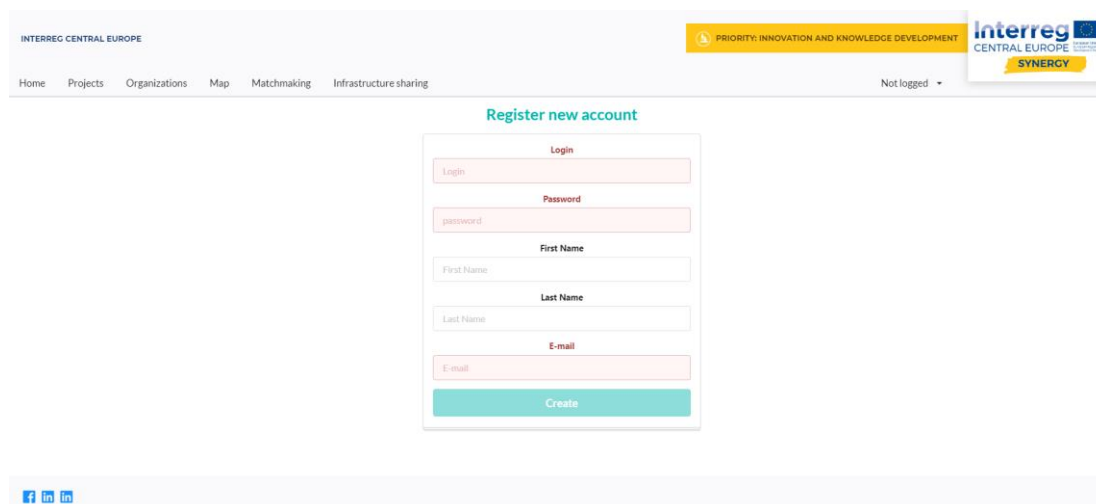 INTERREG CENTRAL EUROPE
PRIORITY: INNOVATION AND KNOWLEDGE DEVELOPMENT
Interreg
CENTRAL EUROPE
SYNERGY
Home Projects Organizations Map Matchmaking Infrastructure sharing Not logged
Register new account
Login
Login
Password
password
First Name
First Name
Last Name
Last Name
E-mail
E-mail
Create